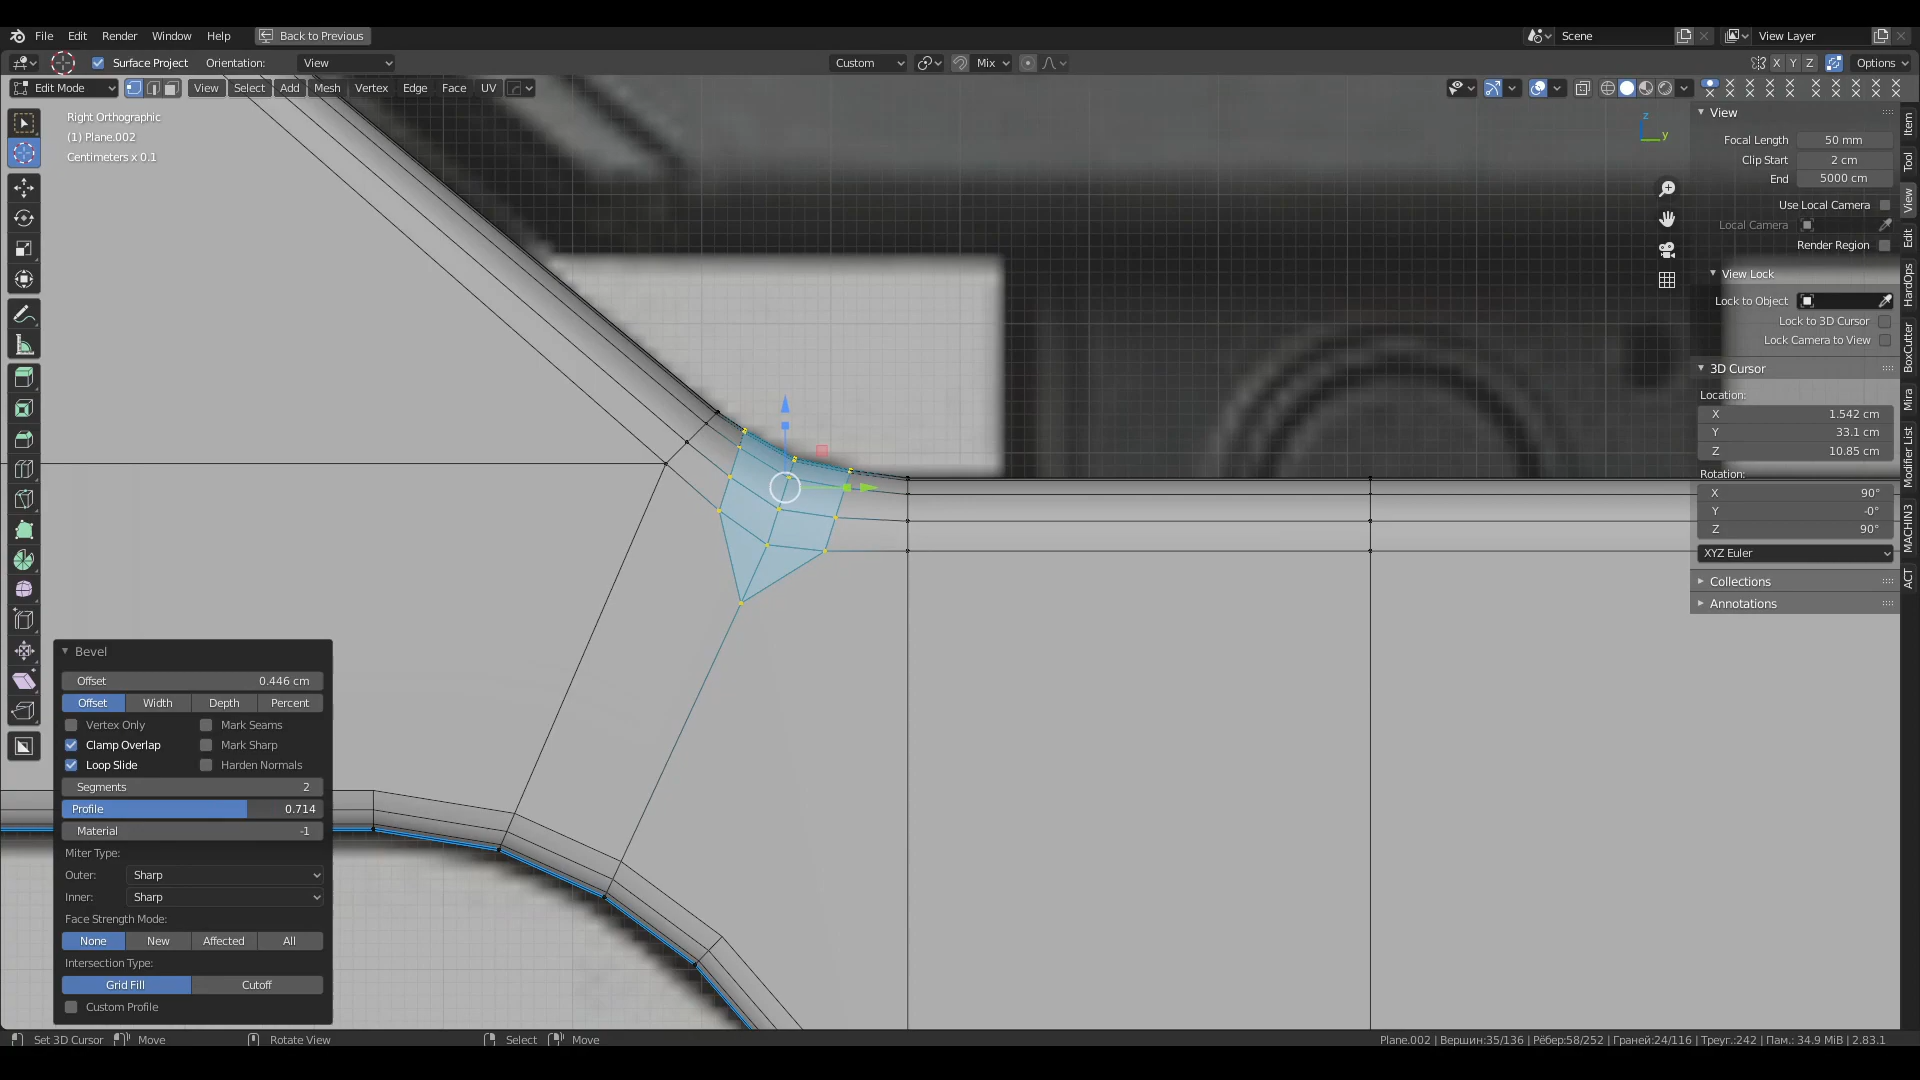 File Edit Render Window Help Back to Previous Scene View Layer
Surface Project Orientation: View Custom Mix X Y Z Options
Edit Mode View Select Add Mesh Vertex Edge Face UV
Right Orthographic
(1) Plane.002
Centimeters x 0.1
z
y
View
Focal Length 50 mm
Clip Start 2 cm
End 5000 cm
Use Local Camera
Local Camera
Render Region
View Lock
Lock to Object
Lock to 3D Cursor
Lock Camera to View
3D Cursor
Location:
X 1.542 cm
Y 33.1 cm
Z 10.85 cm
Rotation:
X 90°
Y -0°
Z 90°
XYZ Euler
Collections
Annotations
Item
Tool
View
Edit
HardOps
BoxCutter
Mira
Modifier List
MACHIN3
ACT
Bevel
Offset 0.446 cm
Offset Width Depth Percent
Vertex Only Mark Seams
Clamp Overlap Mark Sharp
Loop Slide Harden Normals
Segments 2
Profile 0.714
Material -1
Miter Type:
Outer: Sharp
Inner: Sharp
Face Strength Mode:
None New Affected All
Intersection Type:
Grid Fill Cutoff
Custom Profile
Set 3D Cursor Move Rotate View Select Move Plane.002 | Вершин:35/136 | Рёбер:58/252 | Граней:24/116 | Треуг.:242 | Пам.: 34.9 MiB | 2.83.1